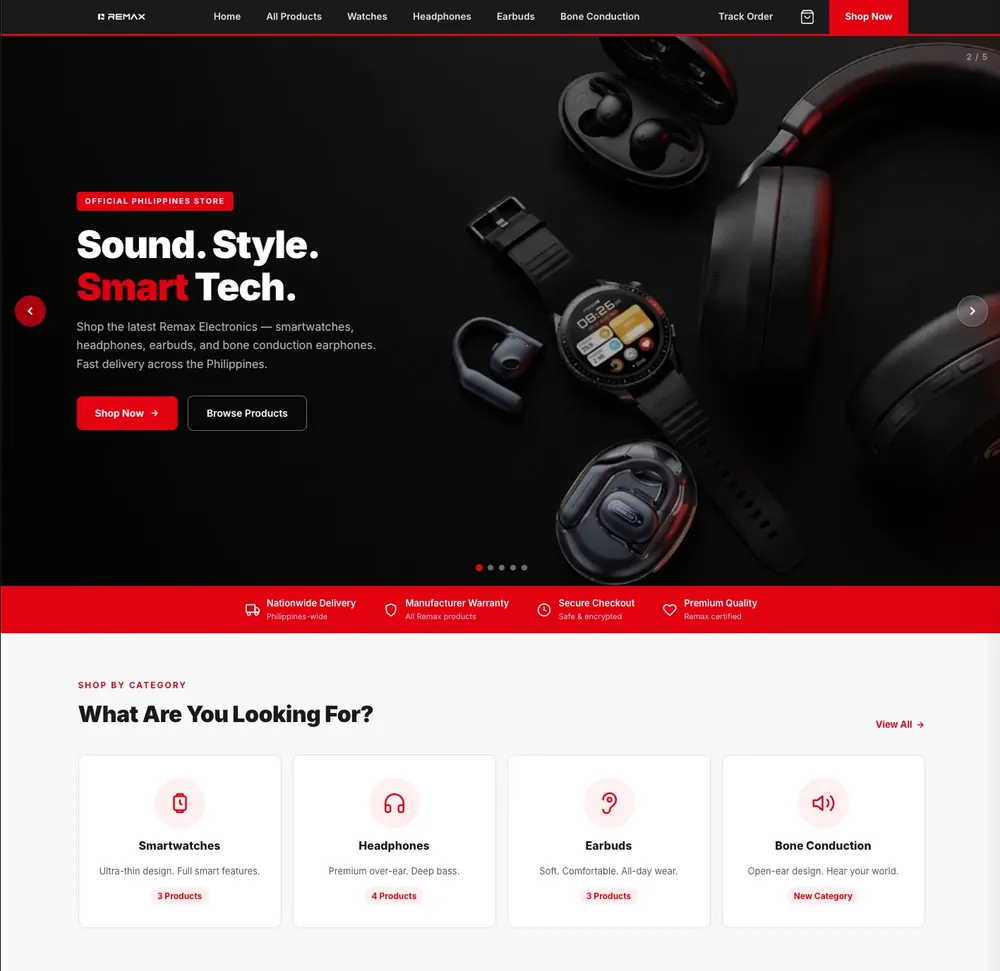 REMAX
Home
All Products
Watches
Headphones
Earbuds
Bone Conduction
Track Order
Shop Now
2 / 5
OFFICIAL PHILIPPINES STORE
Sound. Style.
Smart Tech.
Shop the latest Remax Electronics — smartwatches,
headphones, earbuds, and bone conduction earphones.
Fast delivery across the Philippines.
Shop Now →
Browse Products
08:26
Nationwide Delivery
Philippines-wide
Manufacturer Warranty
All Remax products
Secure Checkout
Safe & encrypted
Premium Quality
Remax certified
SHOP BY CATEGORY
What Are You Looking For?
View All →
Smartwatches
Ultra-thin design. Full smart features.
3 Products
Headphones
Premium over-ear. Deep bass.
4 Products
Earbuds
Soft. Comfortable. All-day wear.
3 Products
Bone Conduction
Open-ear design. Hear your world.
New Category